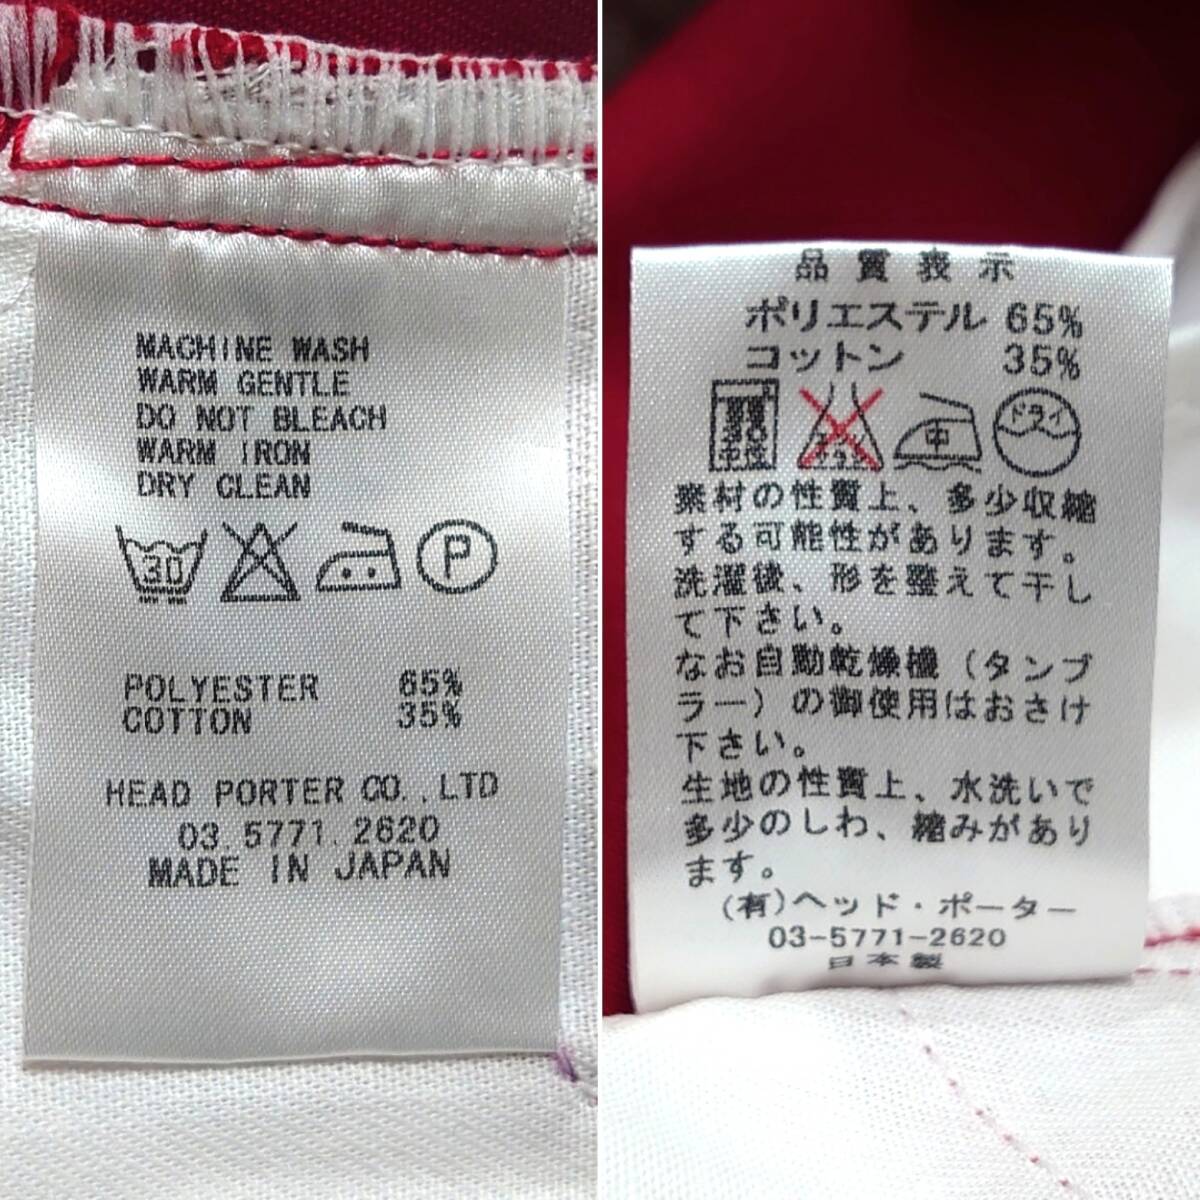 MACHINE WASH
WARM GENTLE
DO NOT BLEACH
WARM IRON
DRY CLEAN
30
P
POLYESTER 65%
COTTON 35%
HEAD PORTER CO.,LTD
03.5771.2620
MADE IN JAPAN
品質表示
ポリエステル 65%
コットン 35%
中性
エンソ
中
ドライ
素材の性質上、多少収縮
する可能性があります。
洗濯後、形を整えて干し
て下さい。
なお自動乾燥機(タンブ
ラー)の御使用はおさけ
下さい。
生地の性質上、水洗いで
多少のしわ、縮みがあり
ます。
(有)ヘッド・ポーター
03-5771-2620
日本製